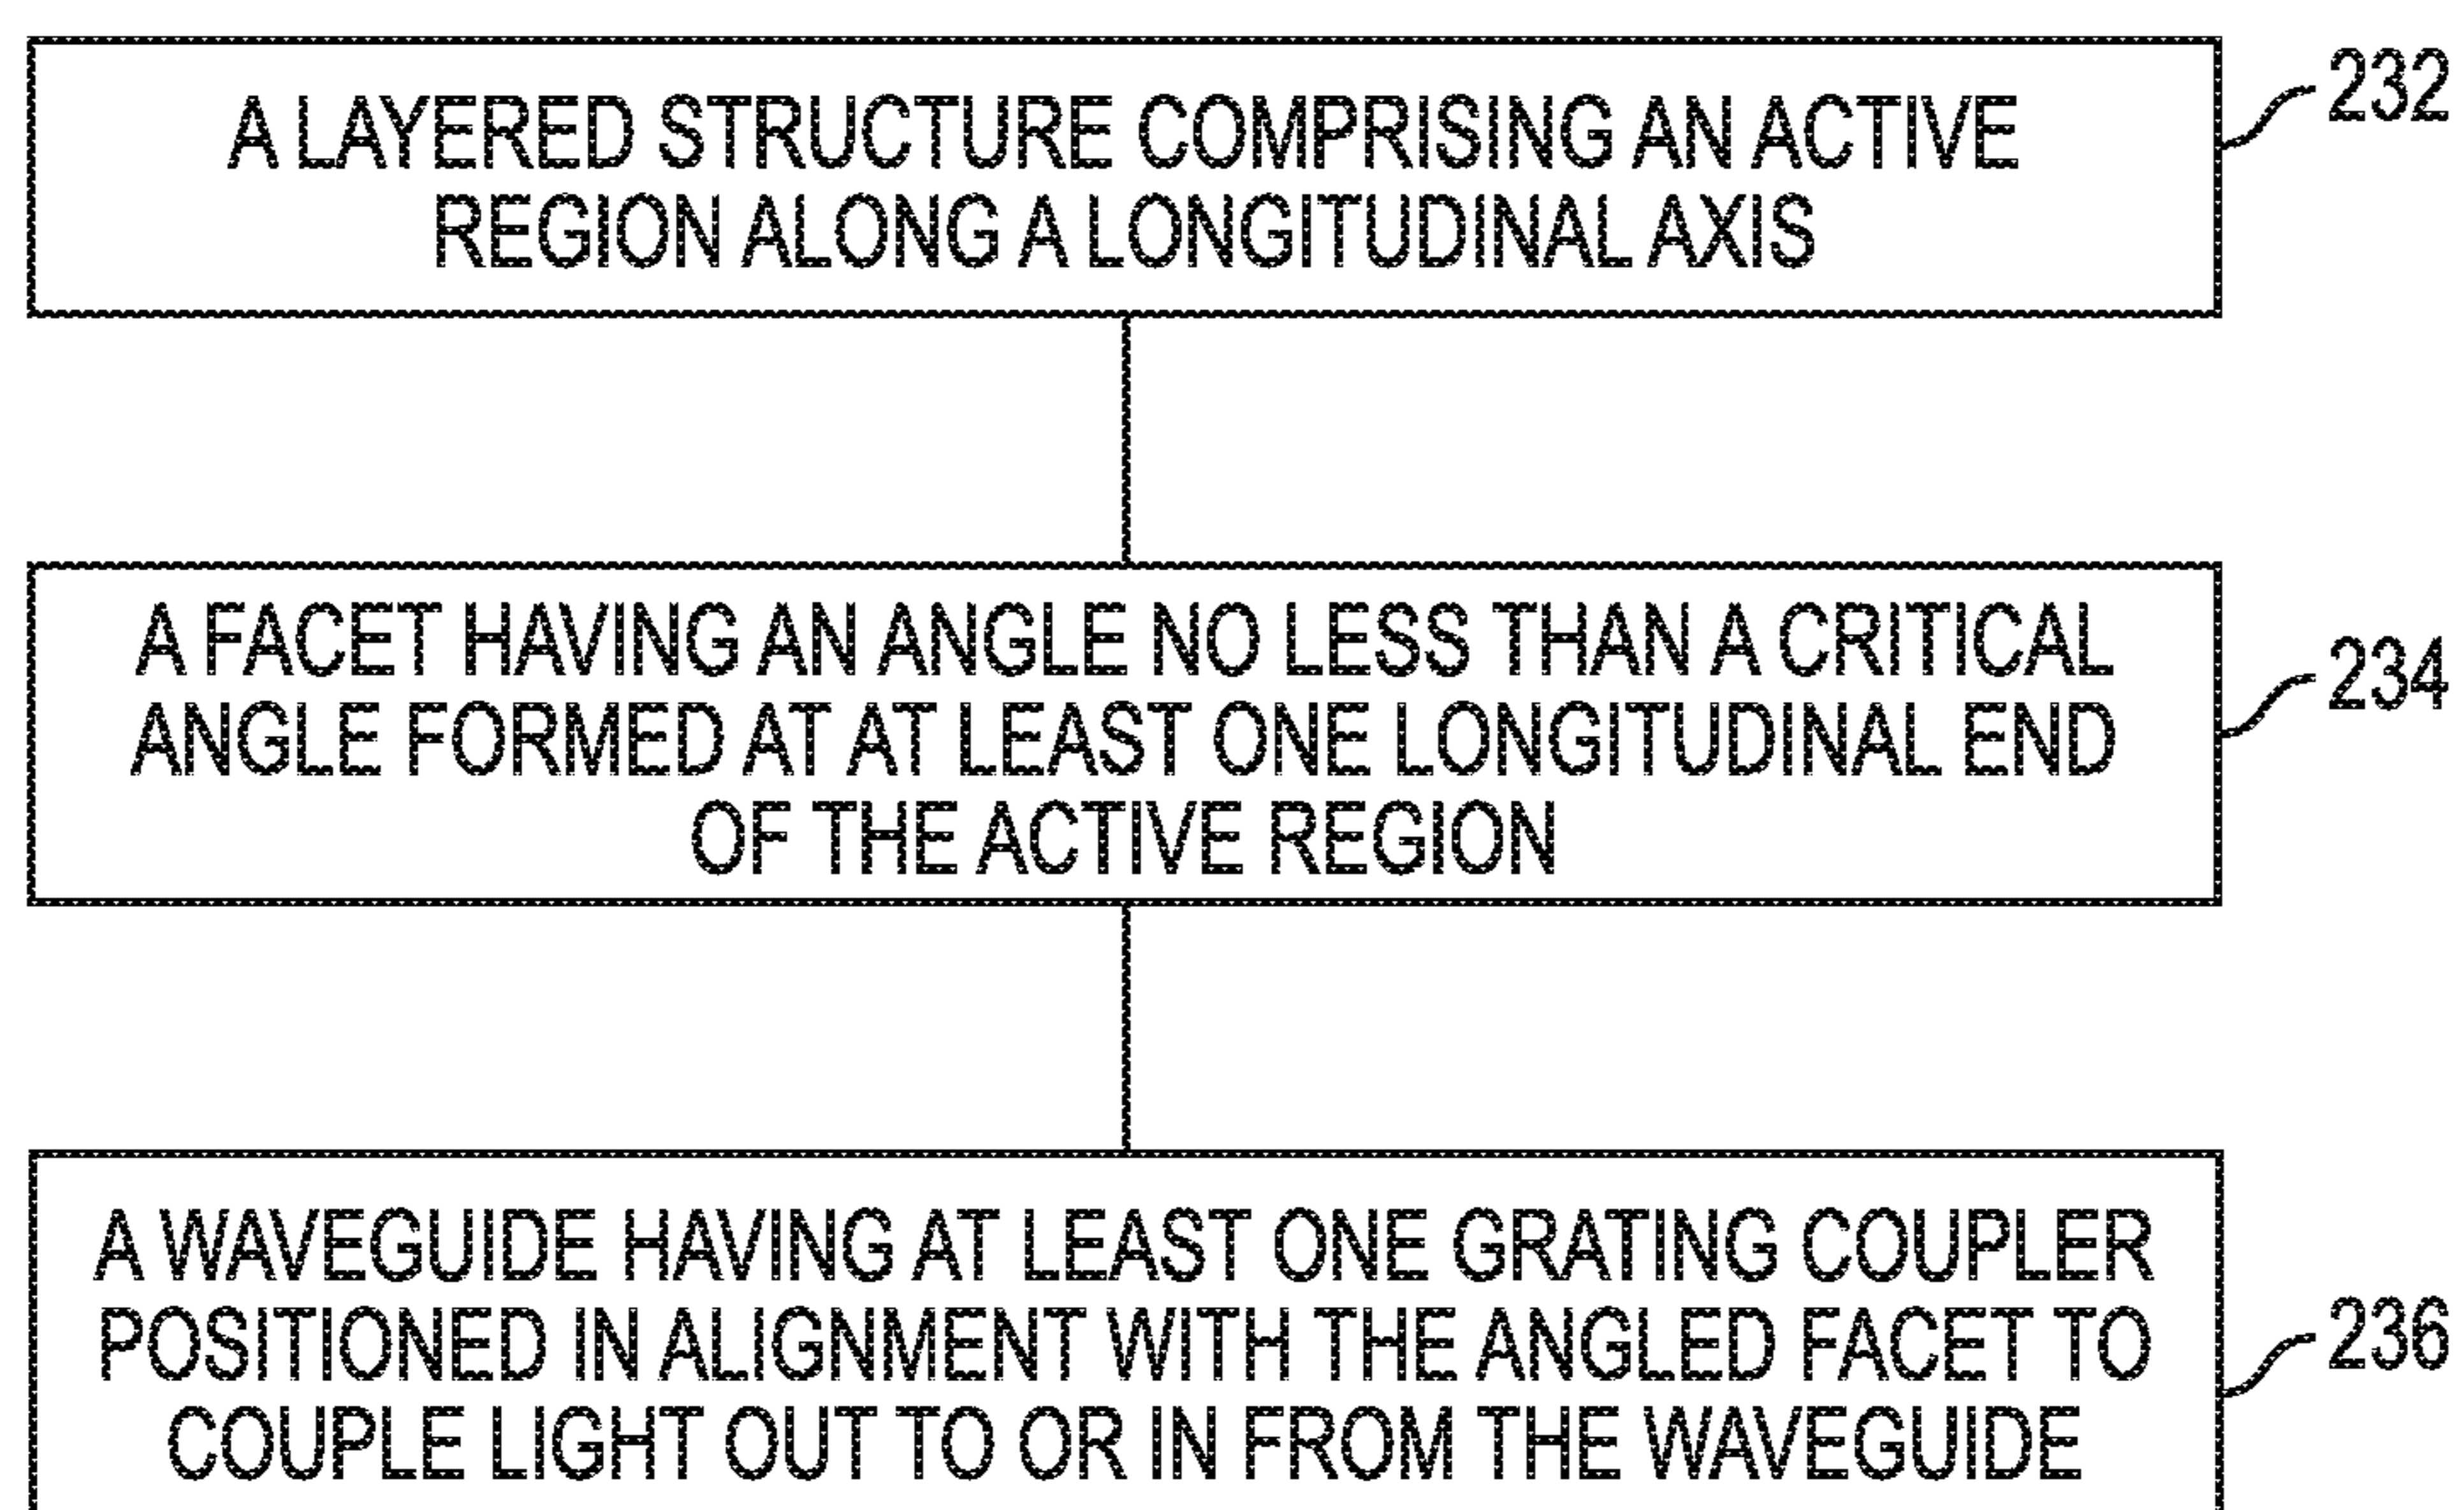 A LAYERED STRUCTURE COMPRISING AN ACTIVE
REGION ALONG A LONGITUDINAL AXIS
232
A FACET HAVING AN ANGLE NO LESS THAN A CRITICAL
ANGLE FORMED AT AT LEAST ONE LONGITUDINAL END
OF THE ACTIVE REGION
234
A WAVEGUIDE HAVING AT LEAST ONE GRATING COUPLER
POSITIONED IN ALIGNMENT WITH THE ANGLED FACET TO
COUPLE LIGHT OUT TO OR IN FROM THE WAVEGUIDE
236